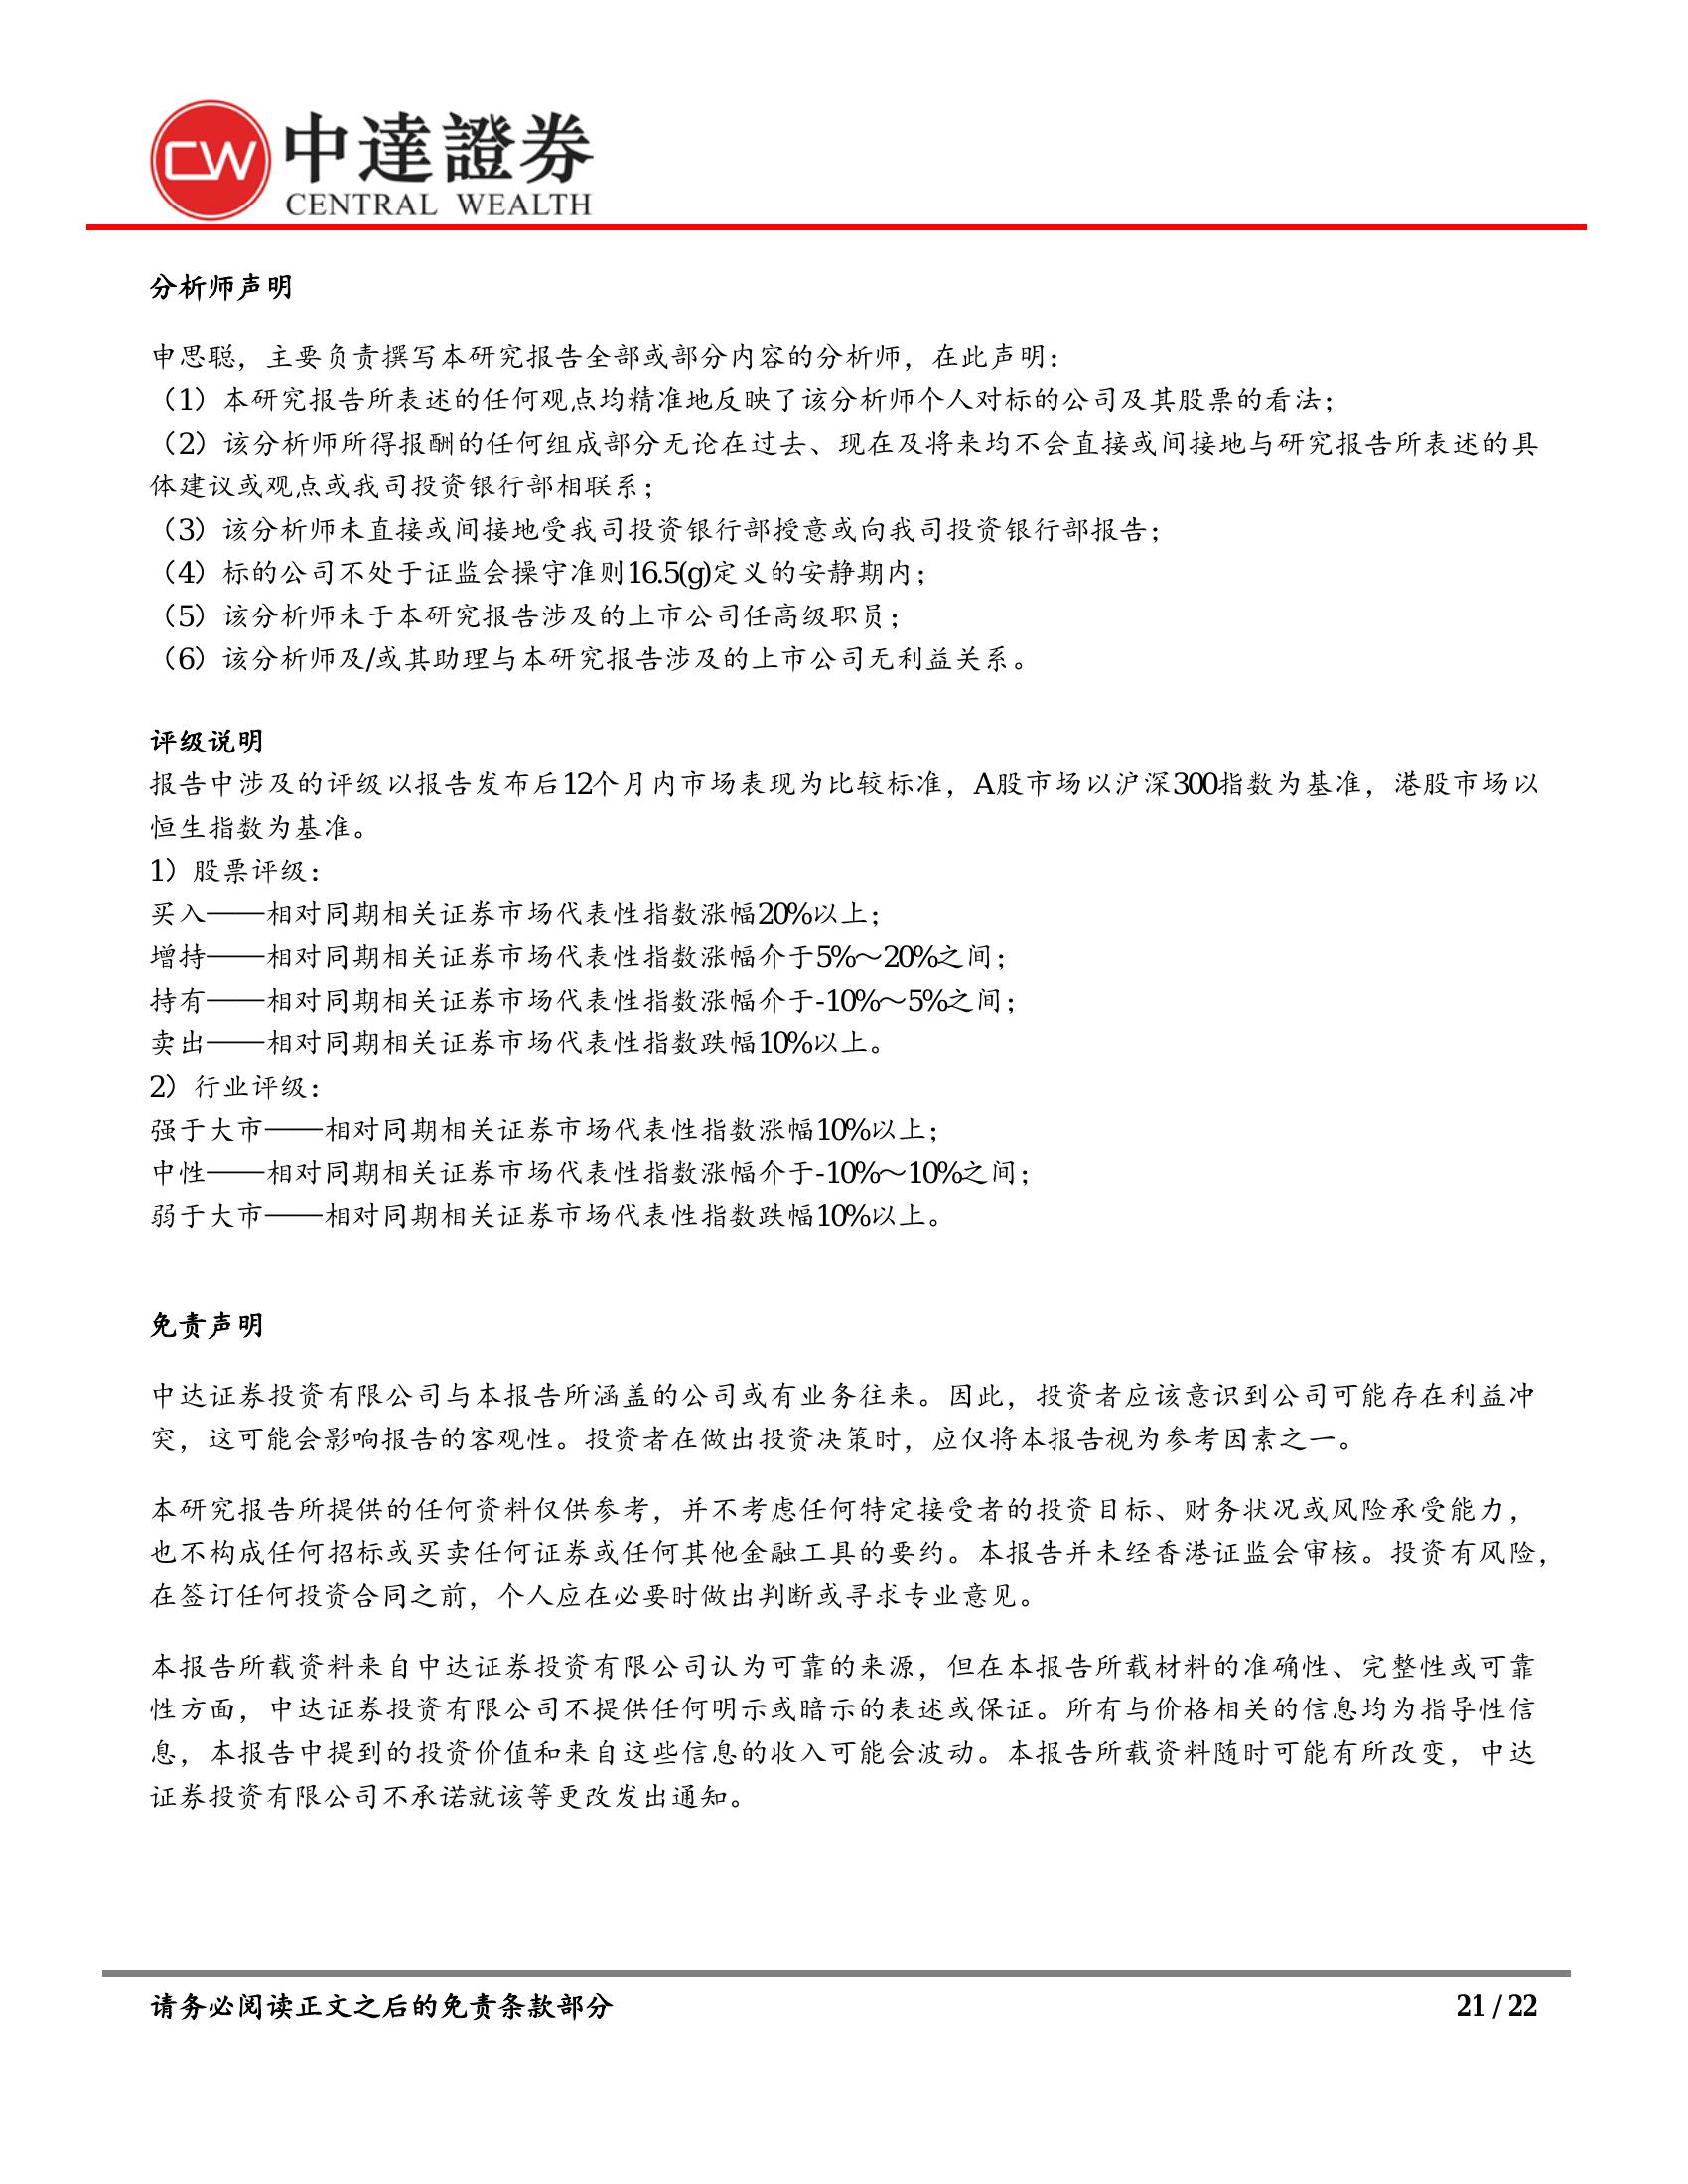 CW 中達證券
CENTRAL WEALTH
分析师声明
申思聪，主要负责撰写本研究报告全部或部分内容的分析师，在此声明：
（1）本研究报告所表述的任何观点均精准地反映了该分析师个人对标的公司及其股票的看法；
（2）该分析师所得报酬的任何组成部分无论在过去、现在及将来均不会直接或间接地与研究报告所表述的具
体建议或观点或我司投资银行部相联系；
（3）该分析师未直接或间接地受我司投资银行部授意或向我司投资银行部报告；
（4）标的公司不处于证监会操守准则16.5(g)定义的安静期内；
（5）该分析师未于本研究报告涉及的上市公司任高级职员；
（6）该分析师及/或其助理与本研究报告涉及的上市公司无利益关系。
评级说明
报告中涉及的评级以报告发布后12个月内市场表现为比较标准，A股市场以沪深300指数为基准，港股市场以
恒生指数为基准。
1）股票评级：
买入——相对同期相关证券市场代表性指数涨幅20%以上；
增持——相对同期相关证券市场代表性指数涨幅介于5%～20%之间；
持有——相对同期相关证券市场代表性指数涨幅介于-10%～5%之间；
卖出——相对同期相关证券市场代表性指数跌幅10%以上。
2）行业评级：
强于大市——相对同期相关证券市场代表性指数涨幅10%以上；
中性——相对同期相关证券市场代表性指数涨幅介于-10%～10%之间；
弱于大市——相对同期相关证券市场代表性指数跌幅10%以上。
免责声明
中达证券投资有限公司与本报告所涵盖的公司或有业务往来。因此，投资者应该意识到公司可能存在利益冲
突，这可能会影响报告的客观性。投资者在做出投资决策时，应仅将本报告视为参考因素之一。
本研究报告所提供的任何资料仅供参考，并不考虑任何特定接受者的投资目标、财务状况或风险承受能力，
也不构成任何招标或买卖任何证券或任何其他金融工具的要约。本报告并未经香港证监会审核。投资有风险，
在签订任何投资合同之前，个人应在必要时做出判断或寻求专业意见。
本报告所载资料来自中达证券投资有限公司认为可靠的来源，但在本报告所载材料的准确性、完整性或可靠
性方面，中达证券投资有限公司不提供任何明示或暗示的表述或保证。所有与价格相关的信息均为指导性信
息，本报告中提到的投资价值和来自这些信息的收入可能会波动。本报告所载资料随时可能有所改变，中达
证券投资有限公司不承诺就该等更改发出通知。
请务必阅读正文之后的免责条款部分
21 / 22